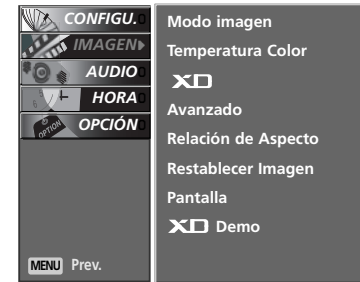 CONFIGU.
IMAGEN
AUDIO
HORA
OPCIÓN
OPTION
MENU Prev.
Modo imagen
Temperatura Color
XD
Avanzado
Relación de Aspecto
Restablecer Imagen
Pantalla
XD Demo